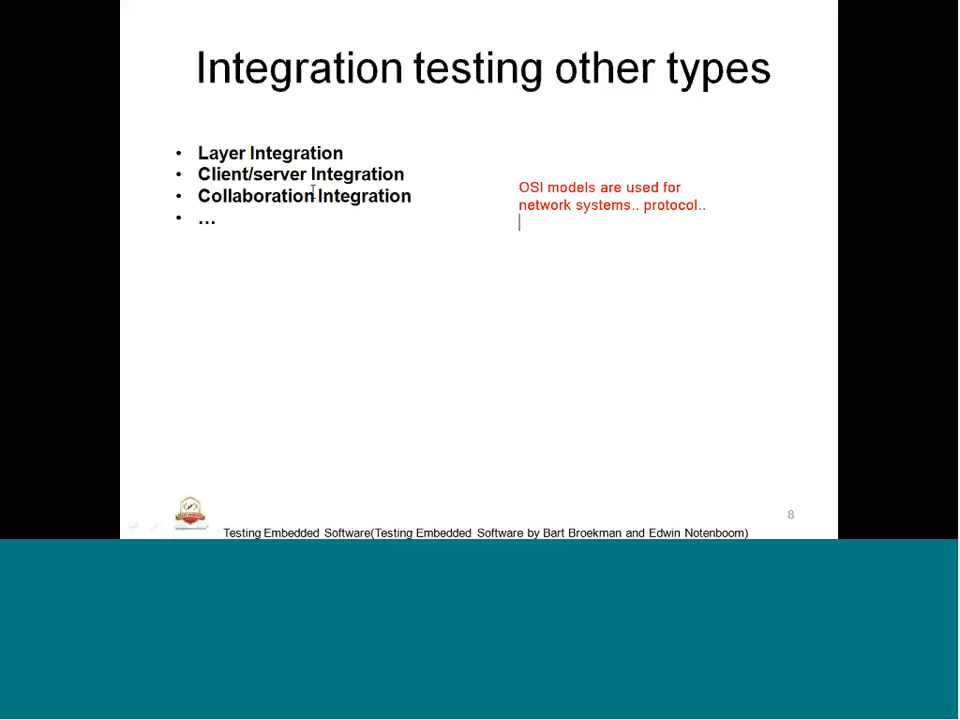 Integration testing other types
• Layer Integration
• Client/server Integration
• Collaboration Integration
• ...
OSI models are used for
network systems.. protocol..
8
Testing Embedded Software(Testing Embedded Software by Bart Broekman and Edwin Notenboom)